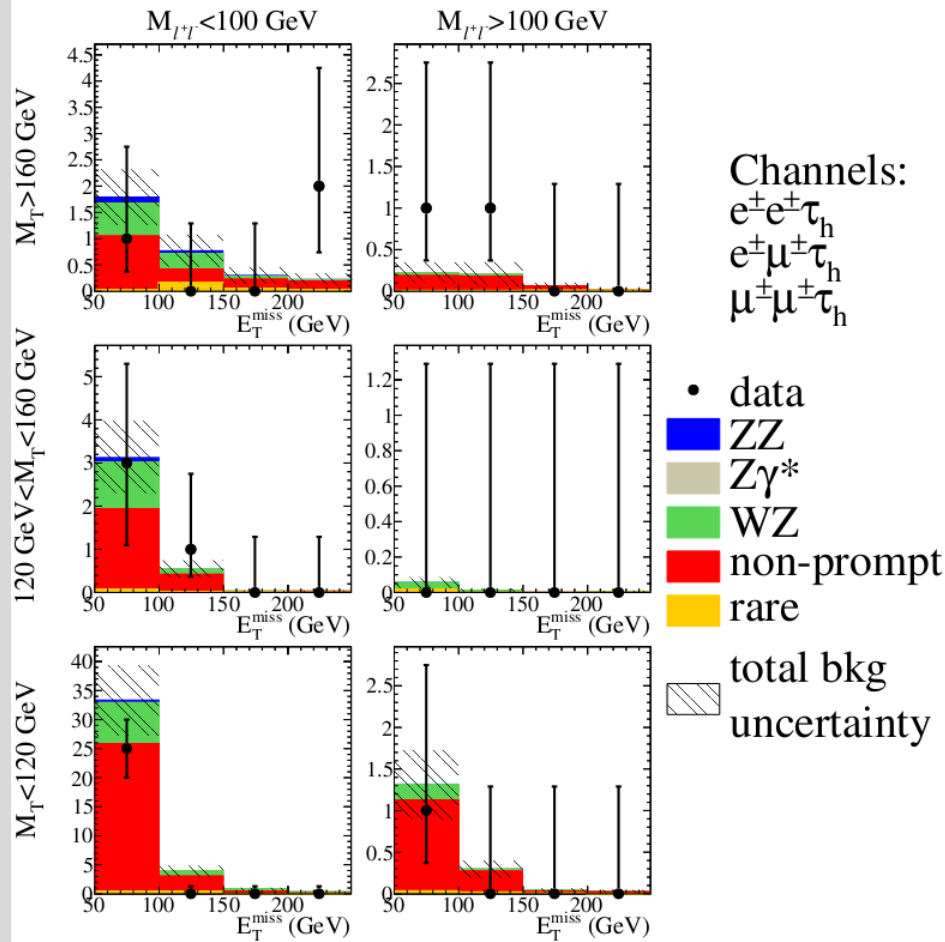 M_{l⁺l⁻}<100 GeV
M_{l⁺l⁻}>100 GeV
M_T>160 GeV
4.5
4
3.5
3
2.5
2
1.5
1
0.5
0
50 100 150 200
E_T^miss (GeV)
2.5
2
1.5
1
0.5
0
50 100 150 200
E_T^miss (GeV)
120 GeV<M_T<160 GeV
5
4
3
2
1
0
50 100 150 200
E_T^miss (GeV)
1.2
1
0.8
0.6
0.4
0.2
0
50 100 150 200
E_T^miss (GeV)
M_T<120 GeV
40
35
30
25
20
15
10
5
0
50 100 150 200
E_T^miss (GeV)
2.5
2
1.5
1
0.5
0
50 100 150 200
E_T^miss (GeV)
Channels:
e±e±τ_h
e±μ±τ_h
μ±μ±τ_h
data
ZZ
Zγ*
WZ
non-prompt
rare
total bkg
uncertainty